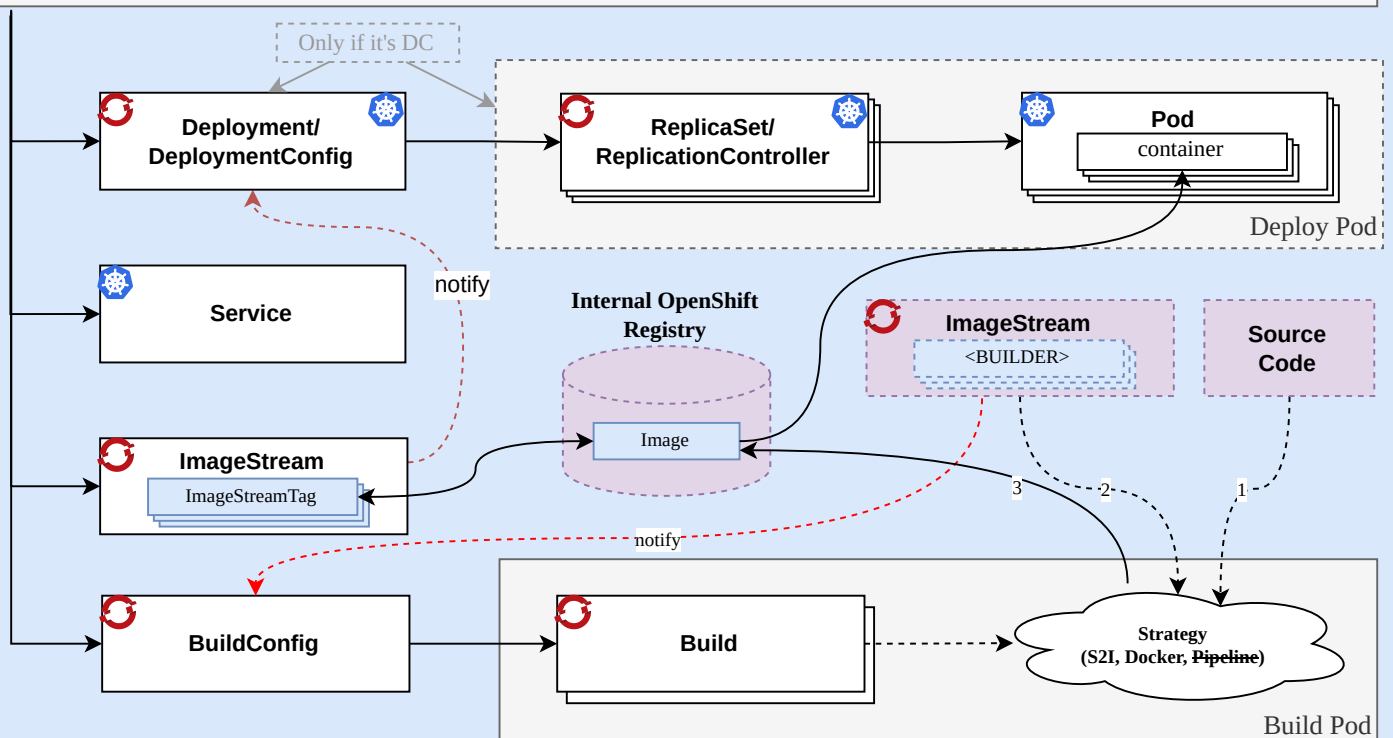 Only if it's DC
Deployment/
DeploymentConfig
ReplicaSet/
ReplicationController
Pod
container
Deploy Pod
notify
Service
Internal OpenShift
Registry
Image
ImageStream
<BUILDER>
Source
Code
ImageStream
ImageStreamTag
3
2
1
notify
BuildConfig
Build
Strategy
(S2I, Docker, Pipeline)
Build Pod